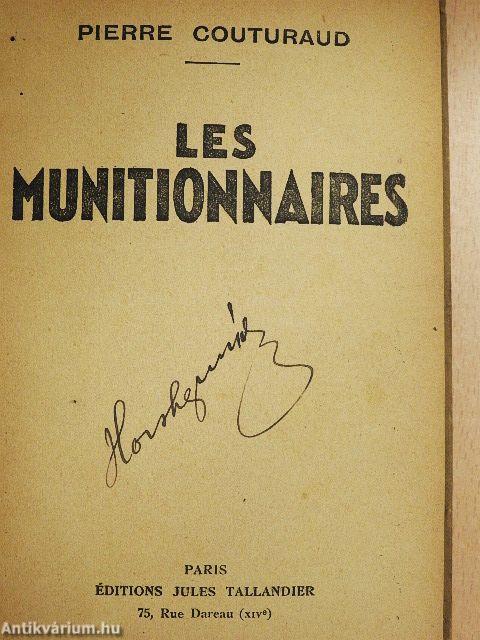 PIERRE COUTURAUD
LES
MUNITIONNAIRES
PARIS
ÉDITIONS JULES TALLANDIER
75, Rue Dareau (XIVe)
Antikvárium.hu